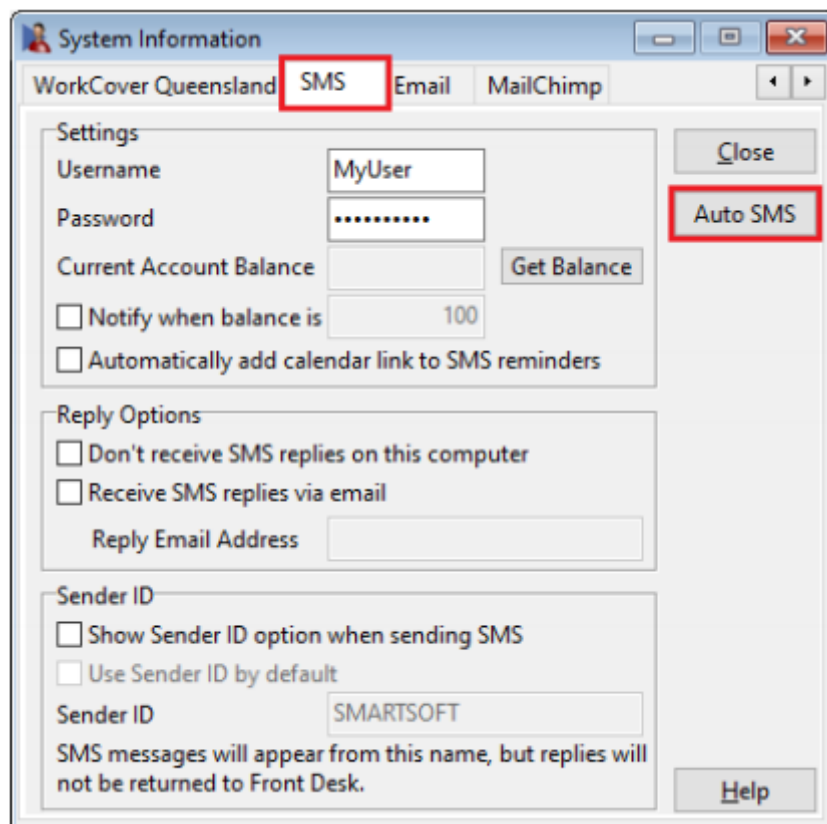 System Information
WorkCover Queensland SMS Email MailChimp
Settings
Username MyUser
Password ••••••••••
Current Account Balance Get Balance
Notify when balance is 100
Automatically add calendar link to SMS reminders
Reply Options
Don't receive SMS replies on this computer
Receive SMS replies via email
Reply Email Address
Sender ID
Show Sender ID option when sending SMS
Use Sender ID by default
Sender ID SMARTSOFT
SMS messages will appear from this name, but replies will
not be returned to Front Desk.
Close
Auto SMS
Help